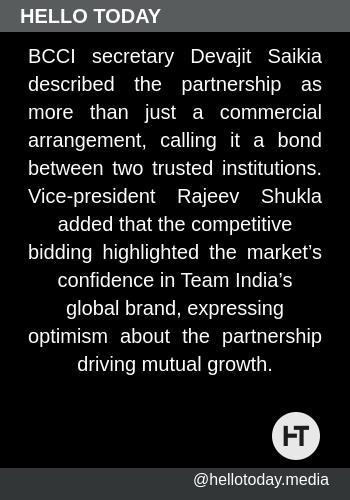 HELLO TODAY
BCCI secretary Devajit Saikia
described the partnership as
more than just a commercial
arrangement, calling it a bond
between two trusted institutions.
Vice-president Rajeev Shukla
added that the competitive
bidding highlighted the market’s
confidence in Team India’s
global brand, expressing
optimism about the partnership
driving mutual growth.
HT
@hellotoday.media